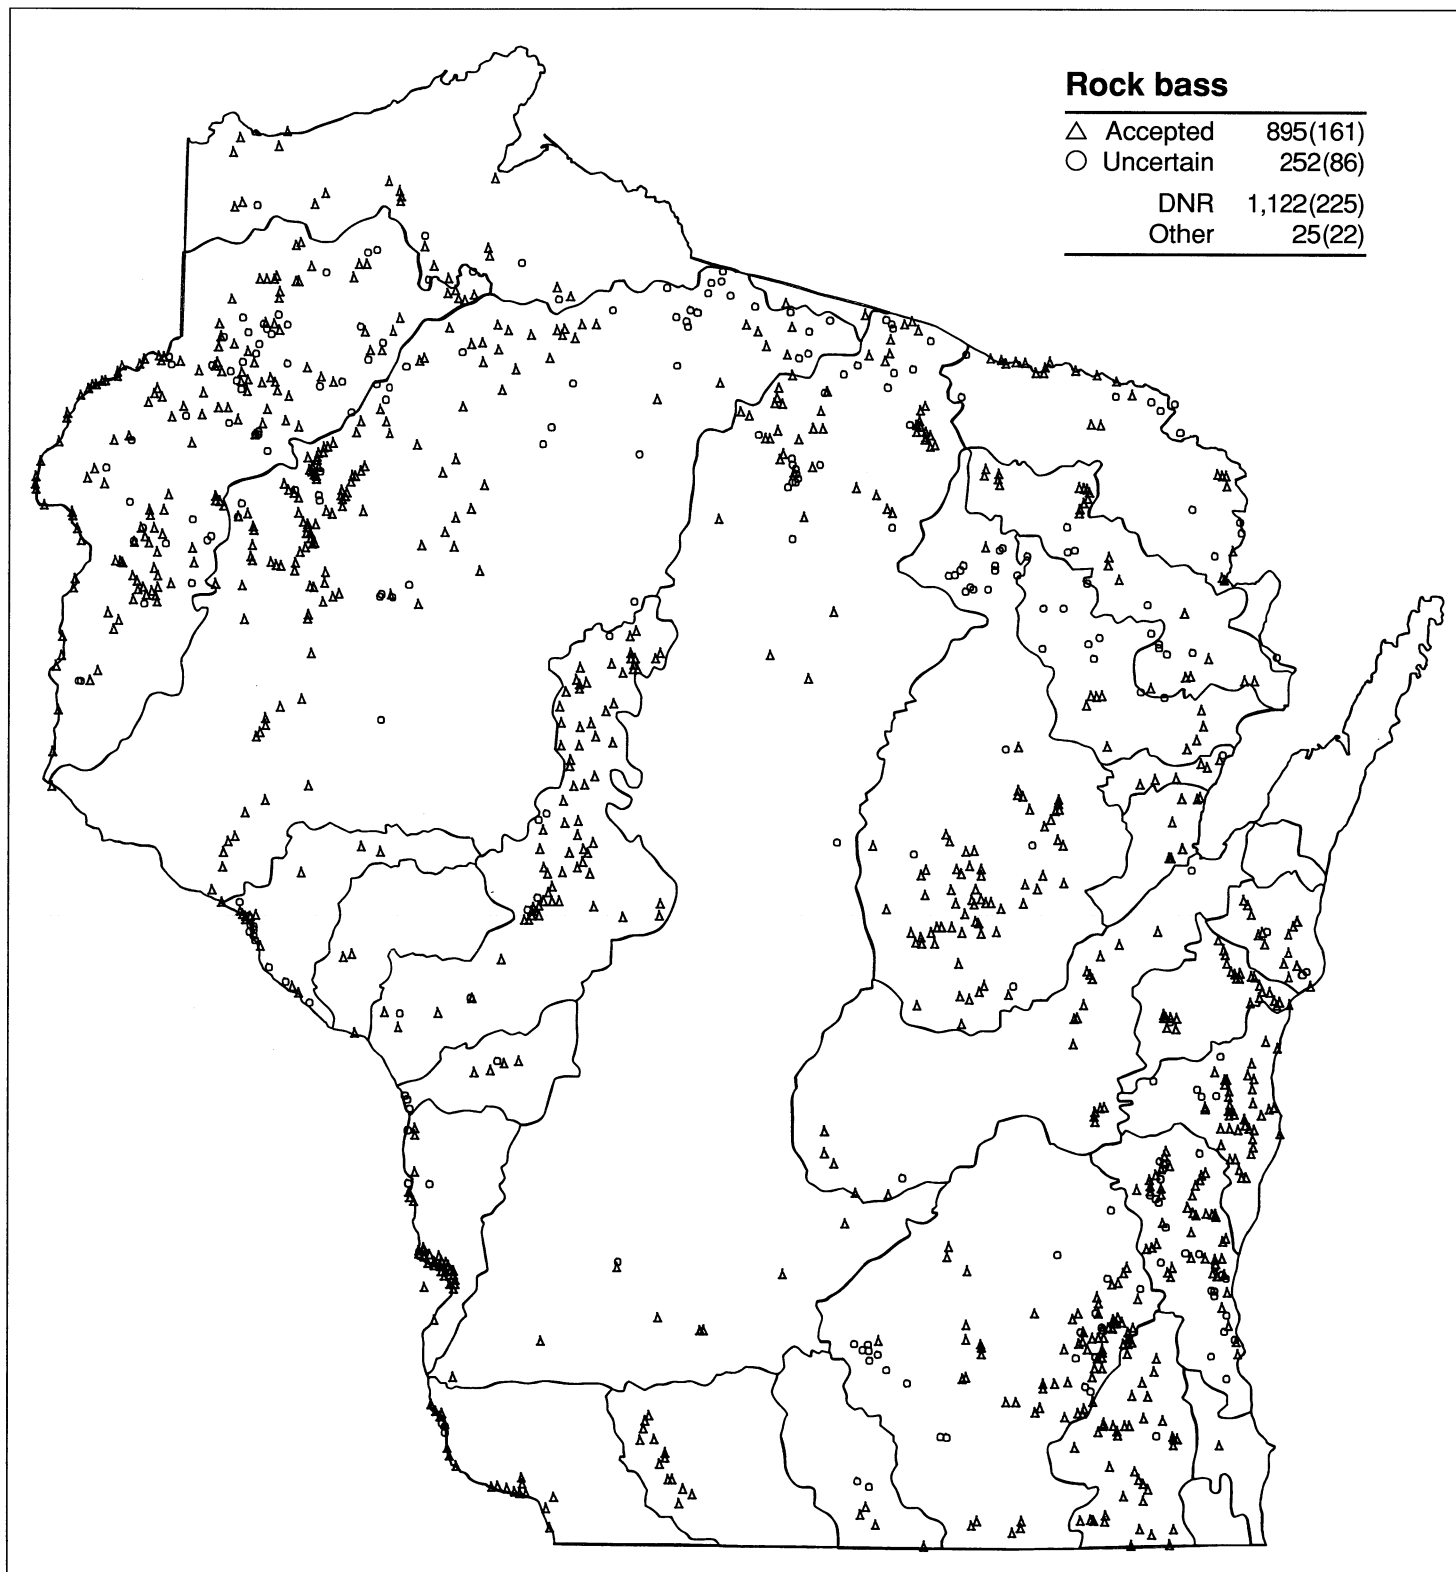 Rock bass
△ Accepted 895(161)
○ Uncertain 252(86)
DNR 1,122(225)
Other 25(22)